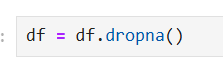 :
df = df.dropna()